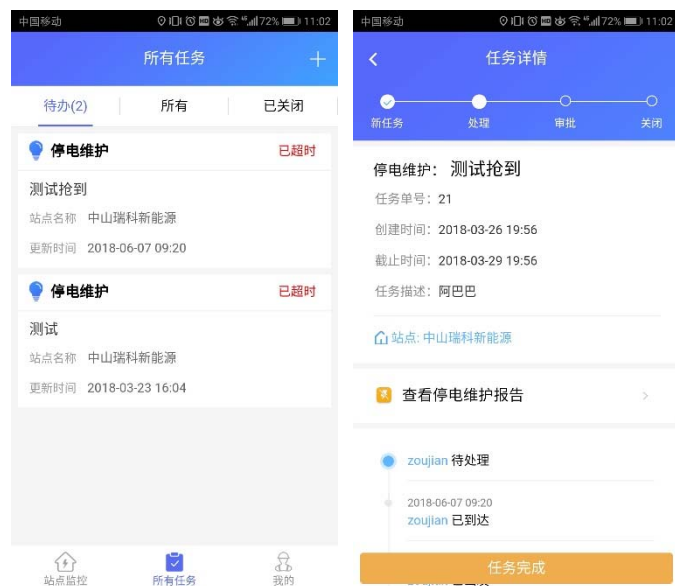 中国移动 72% 11:02
所有任务
待办(2) 所有 已关闭
停电维护 已超时
测试抢到
站点名称 中山瑞科新能源
更新时间 2018-06-07 09:20
停电维护 已超时
测试
站点名称 中山瑞科新能源
更新时间 2018-03-23 16:04
站点监控 所有任务 我的
中国移动 72% 11:02
任务详情
新任务 处理 审批 关闭
停电维护： 测试抢到
任务单号：21
创建时间：2018-03-26 19:56
截止时间：2018-03-29 19:56
任务描述：阿巴巴
站点: 中山瑞科新能源
查看停电维护报告
zoujian 待处理
2018-06-07 09:20
zoujian 已到达
任务完成